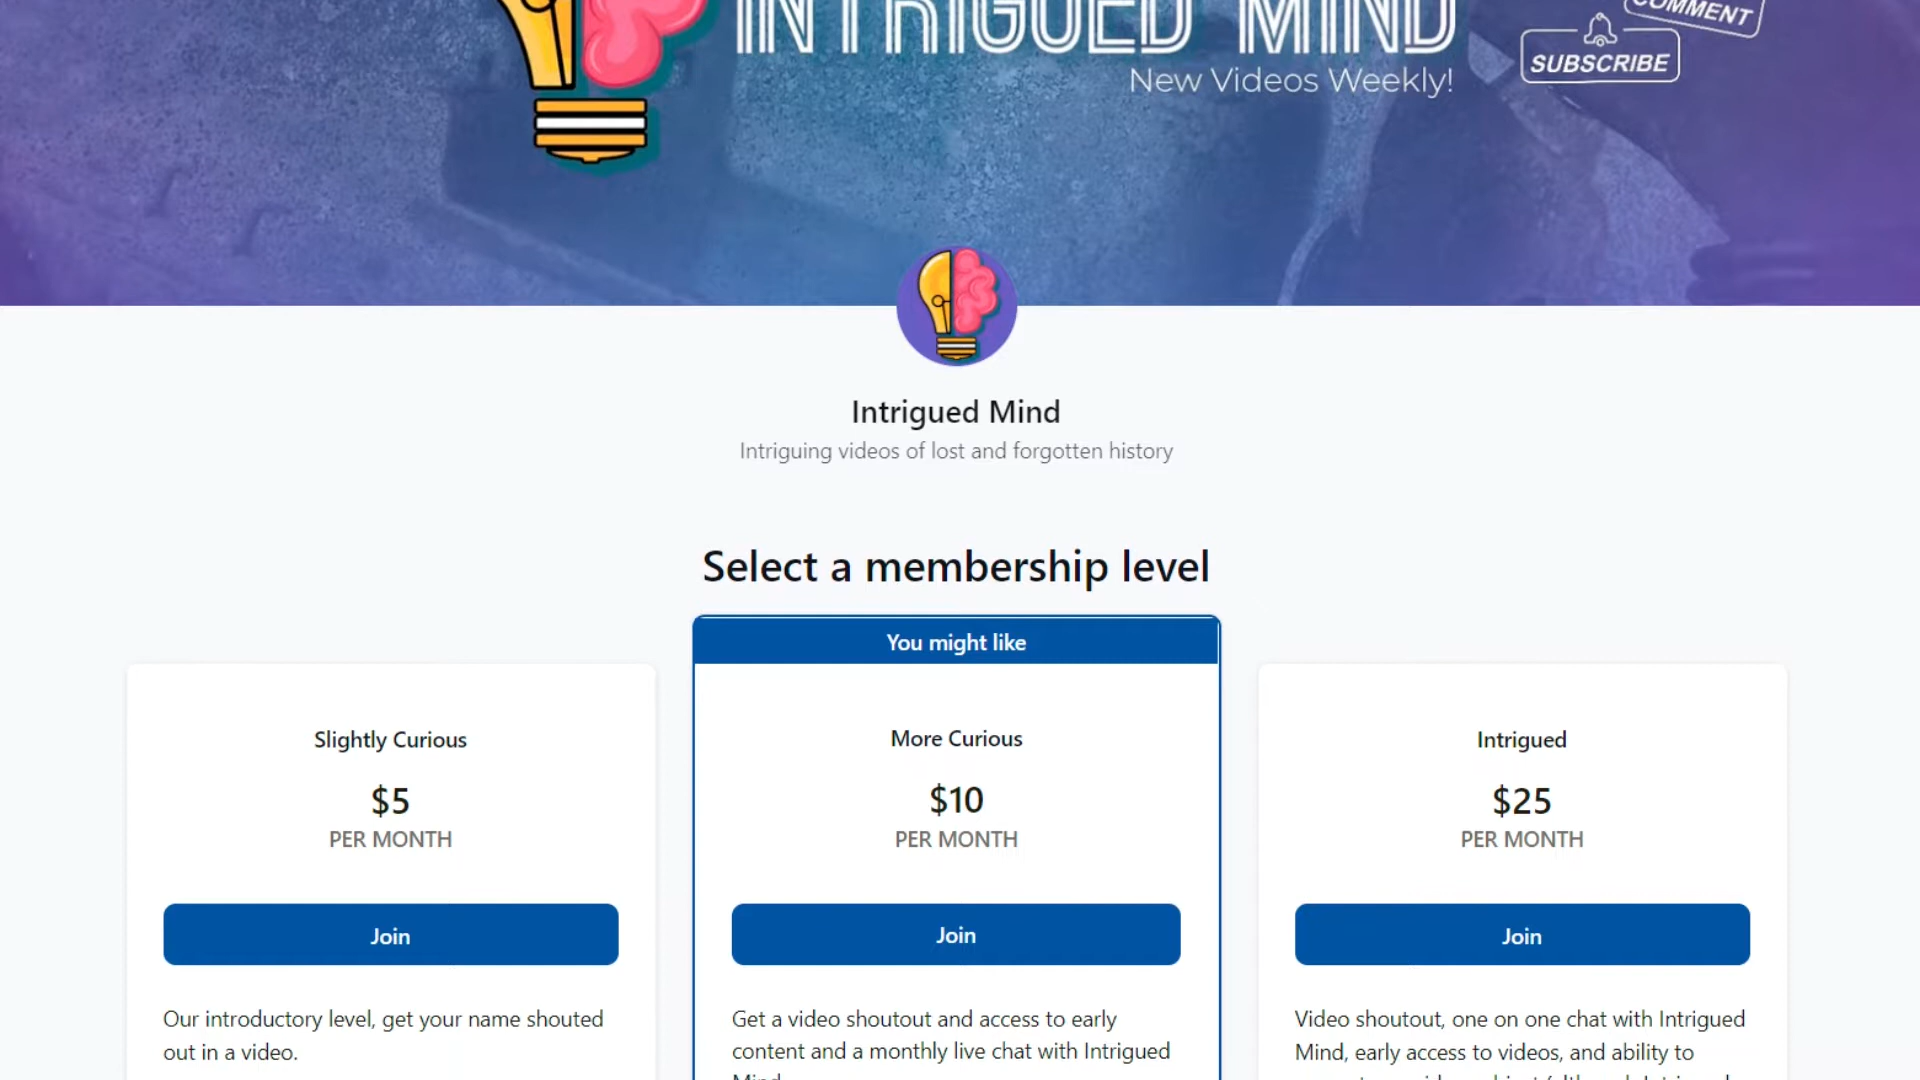 INTRIGUED MIND
COMMENT
SUBSCRIBE
New Videos Weekly!
Intrigued Mind
Intriguing videos of lost and forgotten history
Select a membership level
You might like
Slightly Curious
More Curious
Intrigued
$5
$10
$25
PER MONTH
PER MONTH
PER MONTH
Join
Join
Join
Our introductory level, get your name shouted
out in a video.
Get a video shoutout and access to early
content and a monthly live chat with Intrigued
Video shoutout, one on one chat with Intrigued
Mind, early access to videos, and ability to